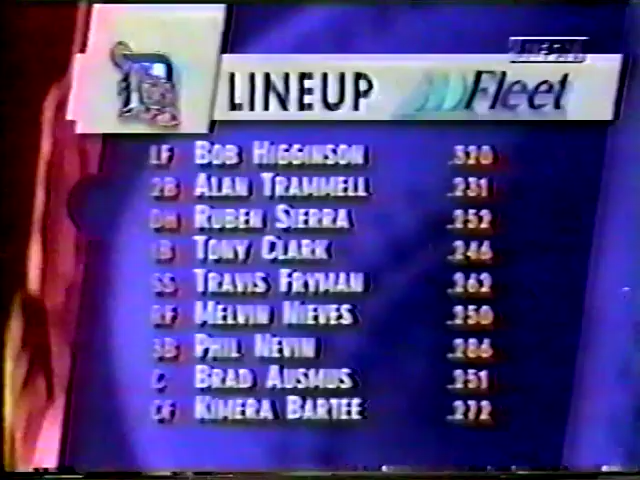 LINEUP Fleet
LF BOB HIGGINSON .320
2B ALAN TRAMMELL .231
DH RUBEN SIERRA .252
1B TONY CLARK .246
SS TRAVIS FRYMAN .262
RF MELVIN NIEVES .250
3B PHIL NEVIN .286
C BRAD AUSMUS .251
CF KIMERA BARTEE .272